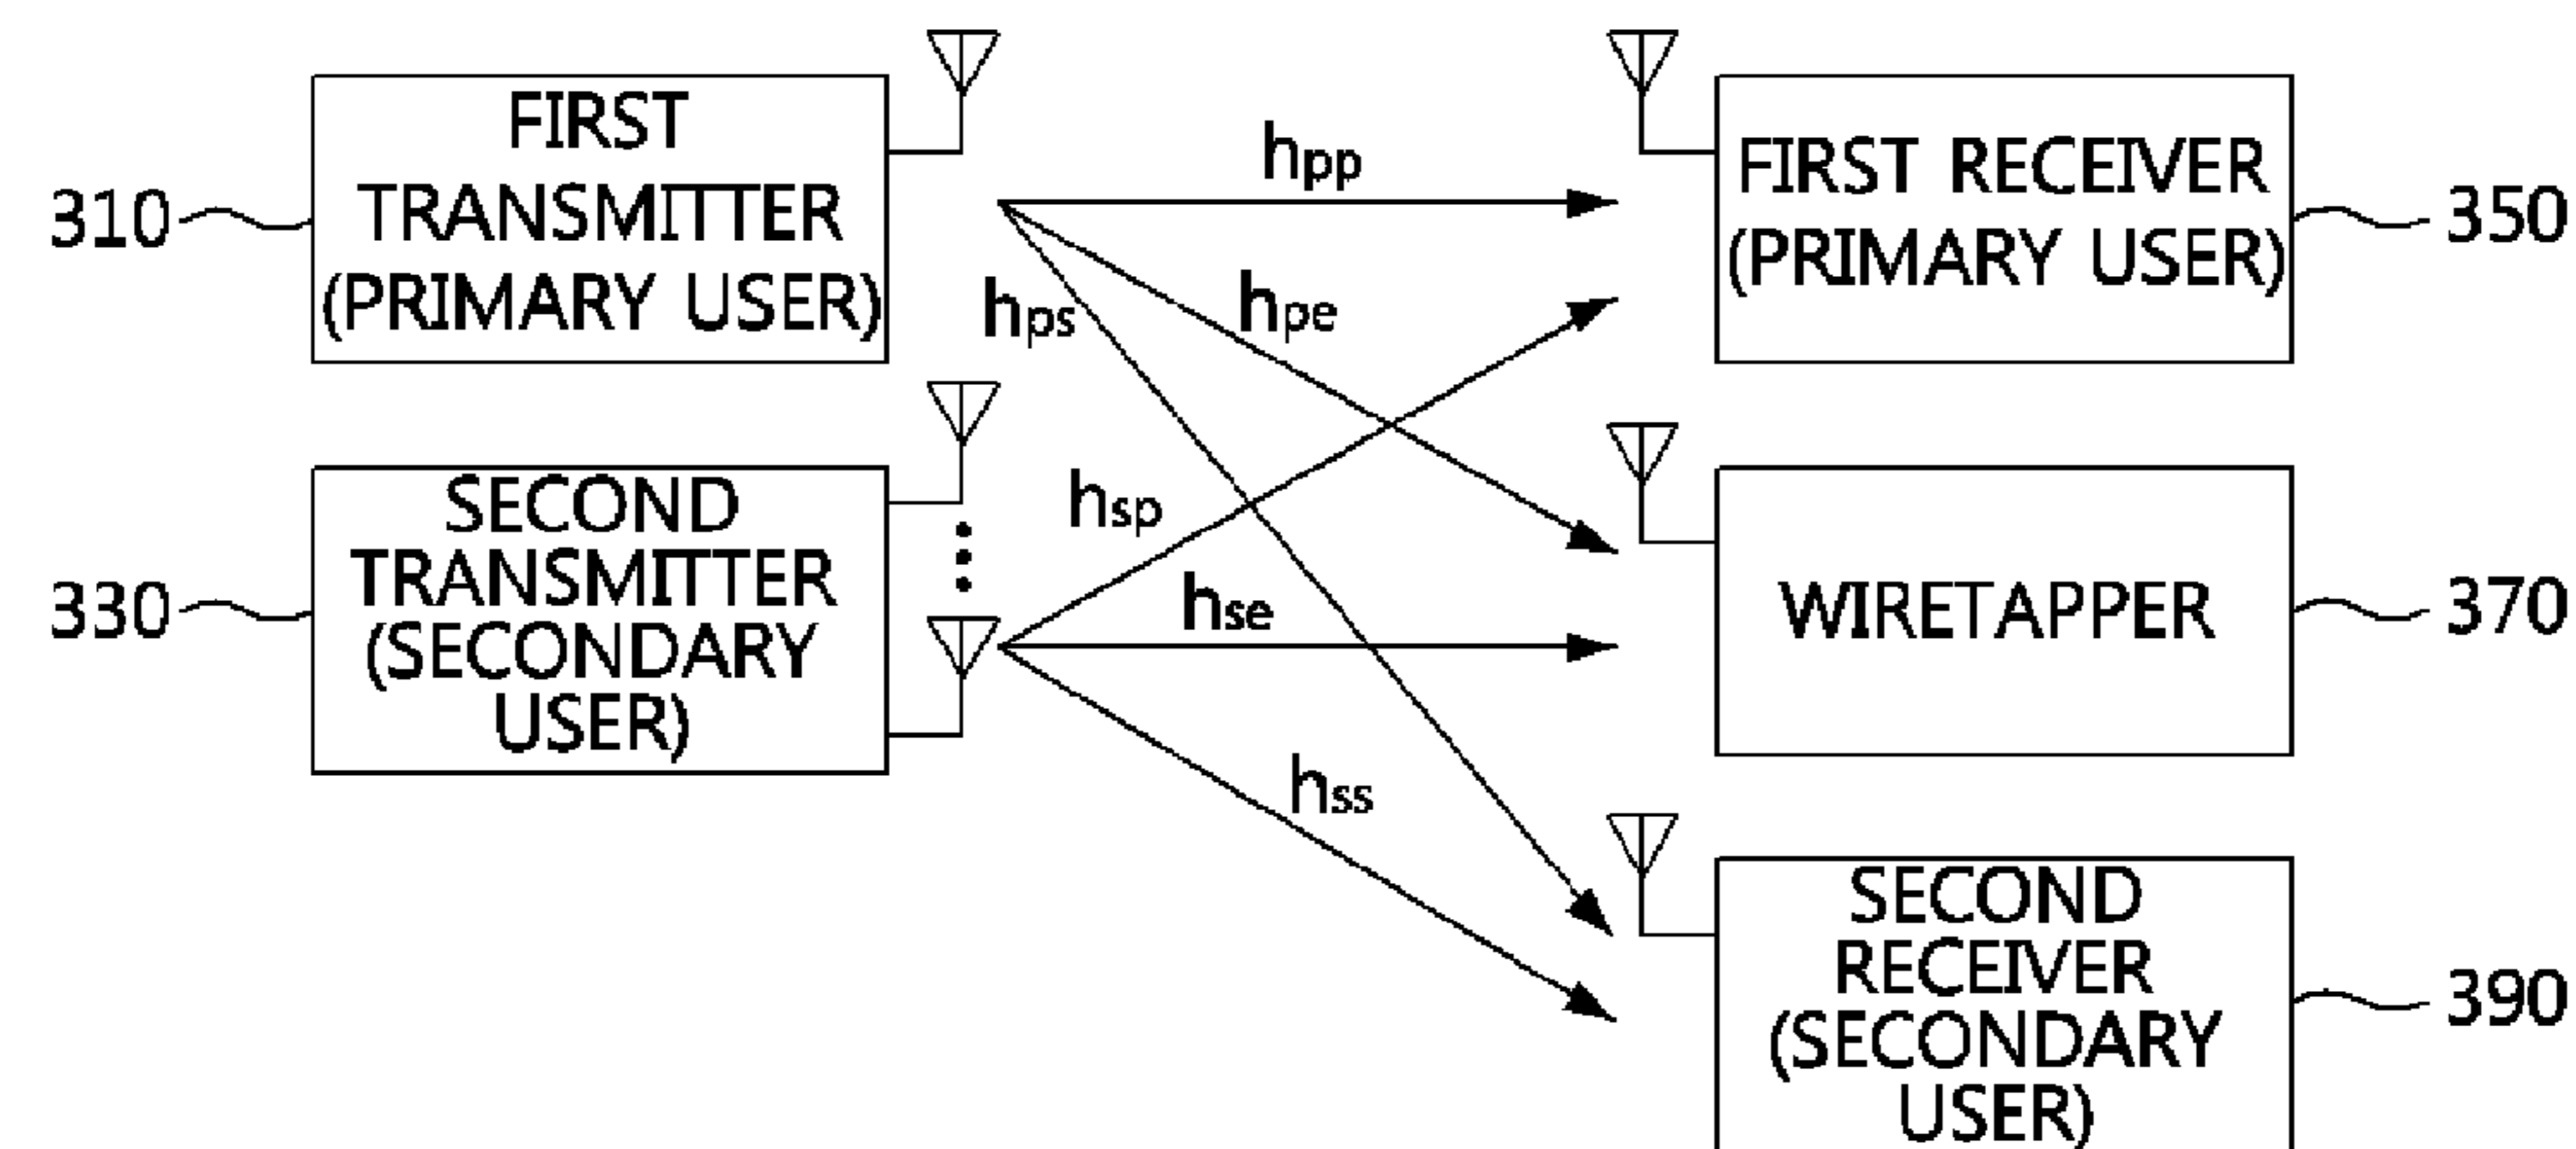 FIRST
TRANSMITTER
(PRIMARY USER)
310
hpp
FIRST RECEIVER
(PRIMARY USER)
350
hps
hpe
SECOND
TRANSMITTER
(SECONDARY
USER)
330
hsp
hse
hss
WIRETAPPER
370
SECOND
RECEIVER
(SECONDARY
USER)
390